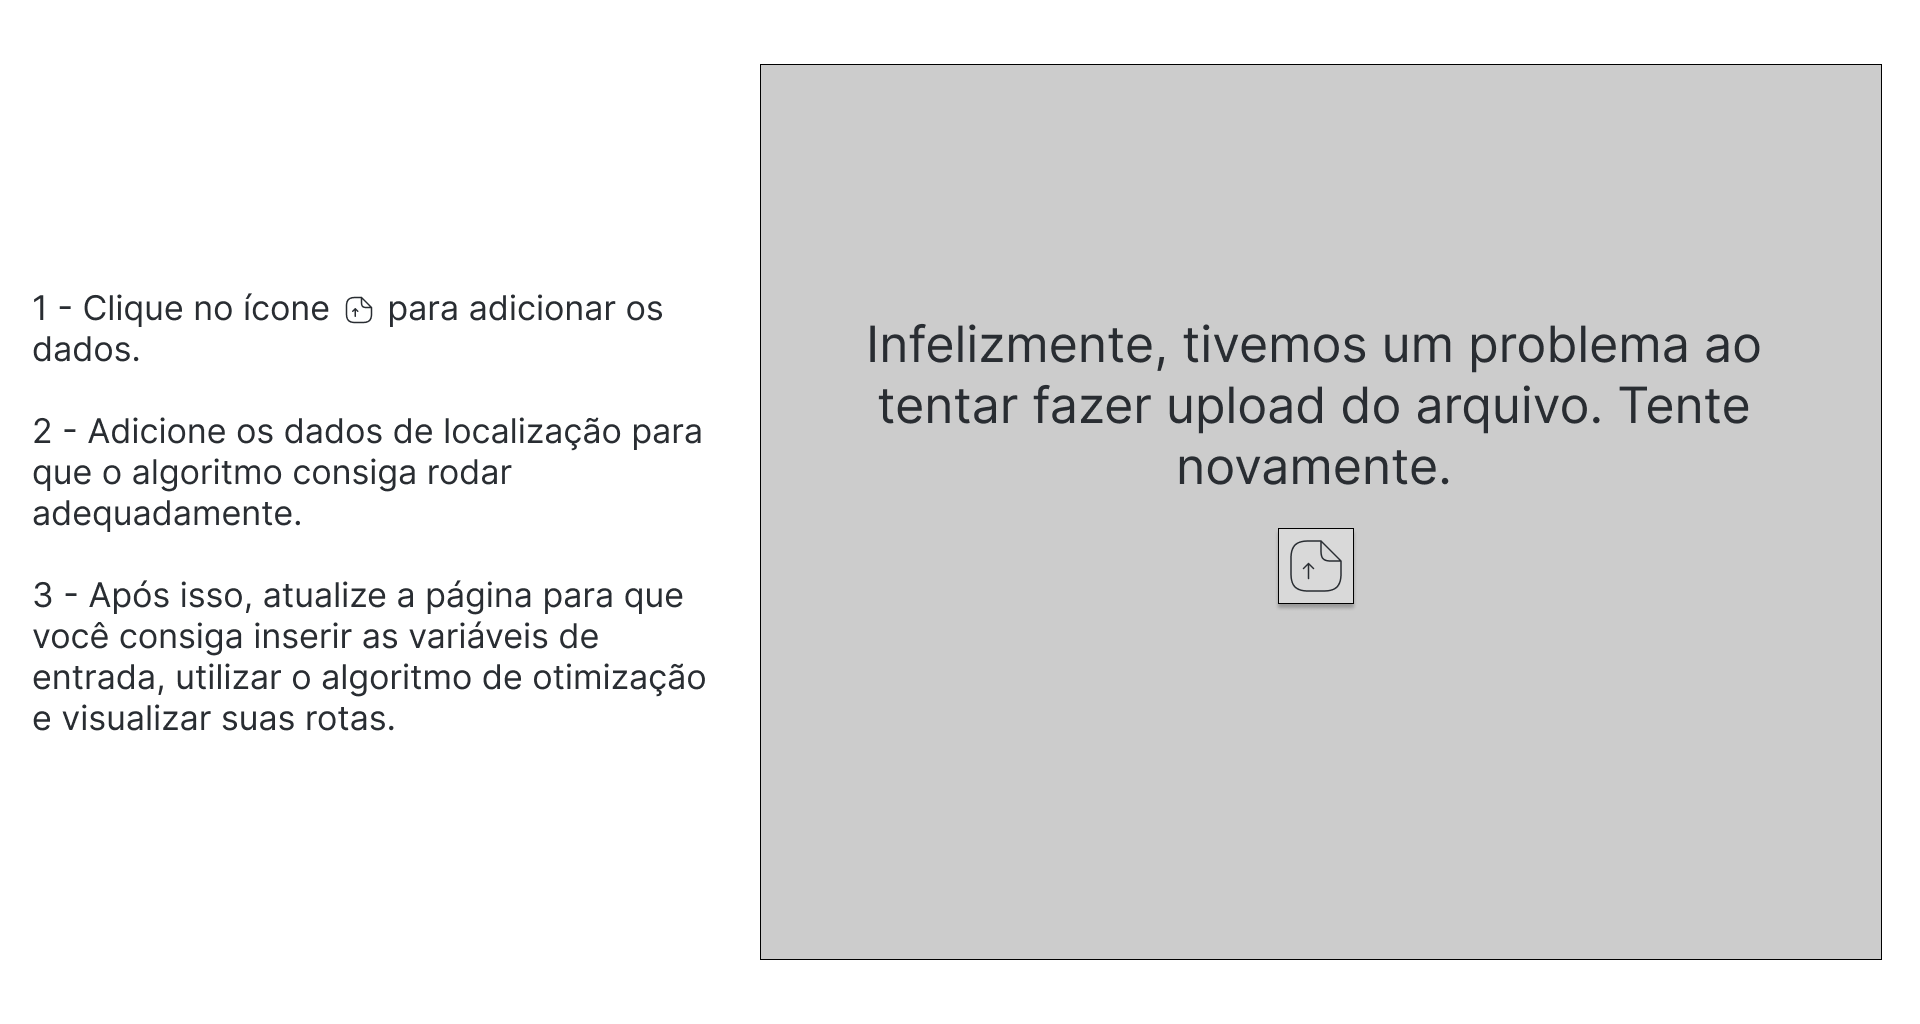 1 - Clique no ícone para adicionar os
dados.
2 - Adicione os dados de localização para
que o algoritmo consiga rodar
adequadamente.
3 - Após isso, atualize a página para que
você consiga inserir as variáveis de
entrada, utilizar o algoritmo de otimização
e visualizar suas rotas.
Infelizmente, tivemos um problema ao
tentar fazer upload do arquivo. Tente
novamente.